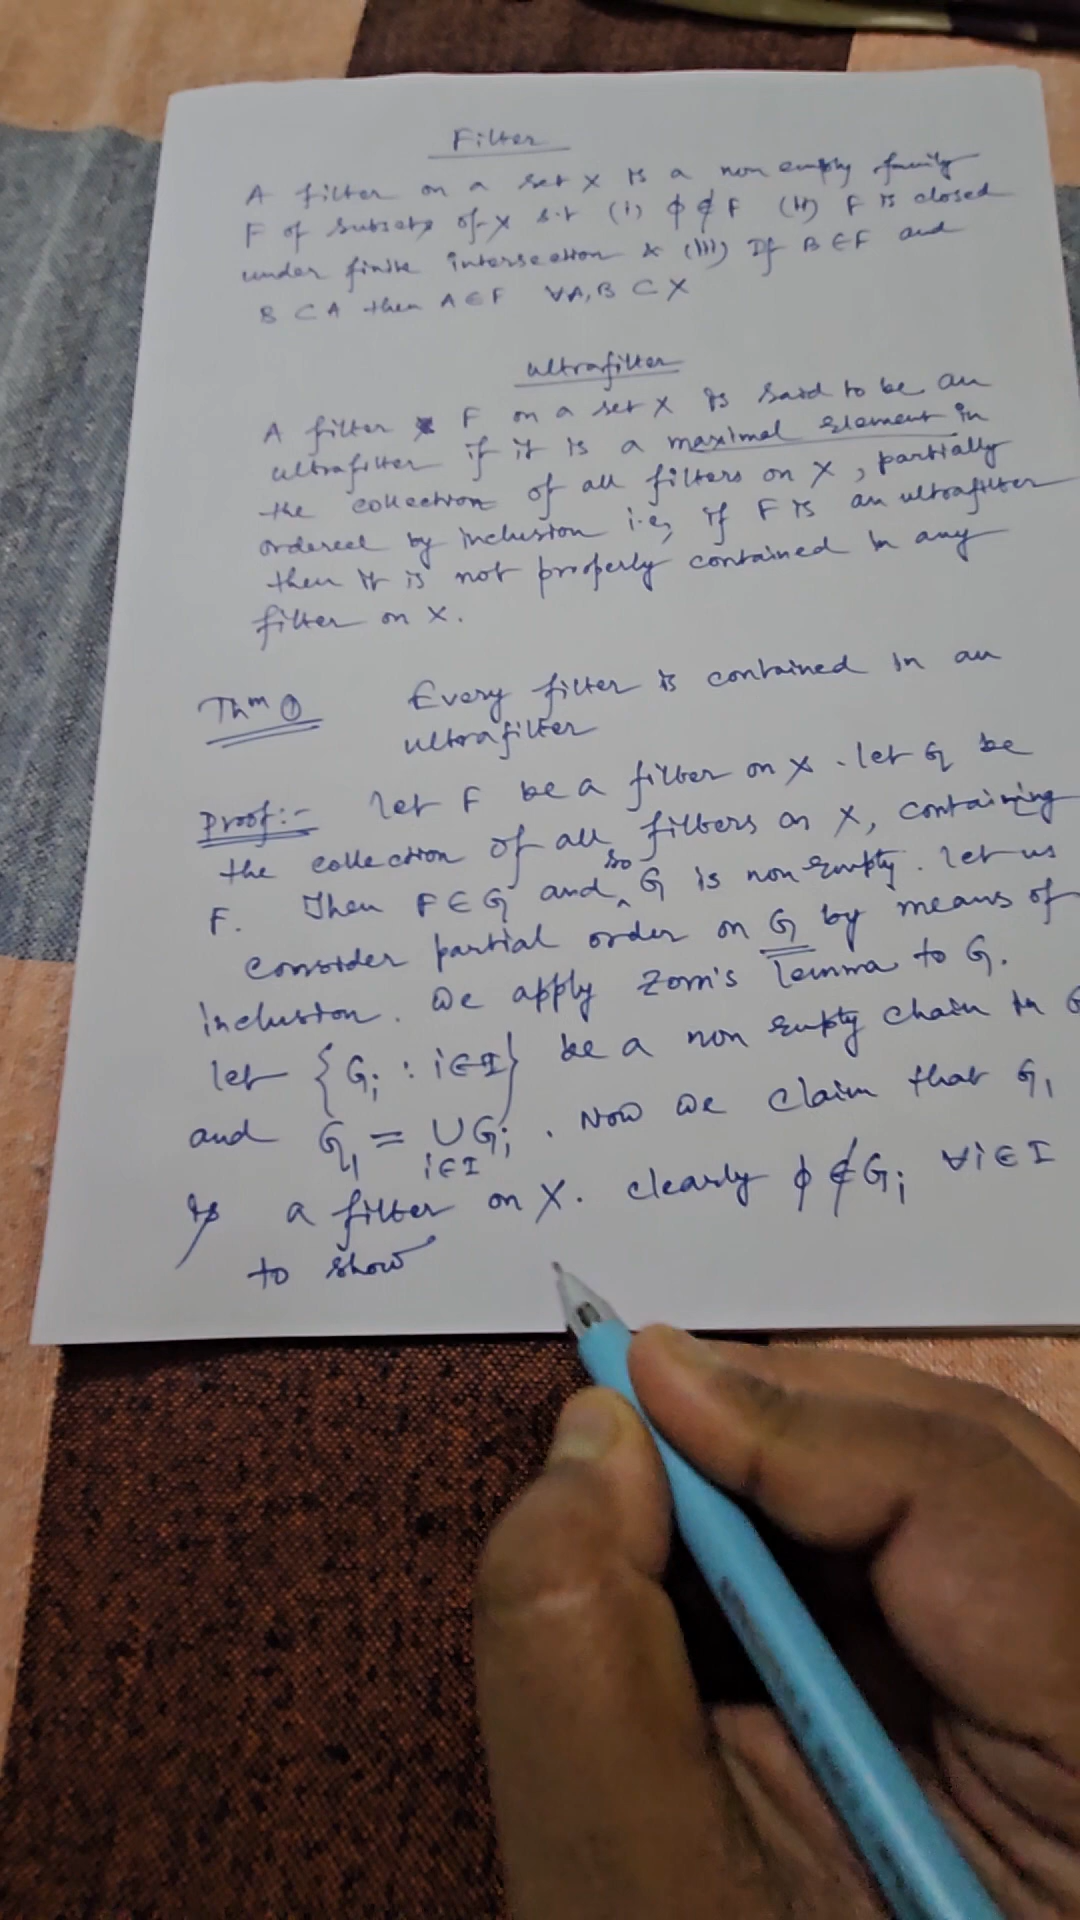 Filter
A filter on a set X is a non empty family
F of subsets of X s.t (i) ϕ ∉ F (ii) F is closed
under finite intersection & (iii) If B ∈ F and
B ⊂ A then A ∈ F ∀A, B ⊂ X
ultrafilter
A filter F on a set X is said to be an
ultrafilter if it is a maximal element in
the collection of all filters on X, partially
ordered by inclusion i.e, if F is an ultrafilter
then it is not properly contained in any
filter on X.
Thm ① Every filter is contained in an
ultrafilter
Proof:- let F be a filter on X. let G be
the collection of all filters on X, containing
F. Then F ∈ G and so G is non empty. let us
consider partial order on G by means of
inclusion. we apply Zorn's lemma to G.
let {Gi : i ∈ I} be a non empty chain in G
and G1 = ∪Gi. Now we claim that G1
i ∈ I
is a filter on X. clearly ϕ ∉ Gi ∀i ∈ I
to show